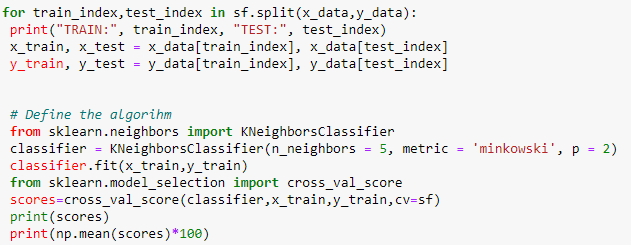 for train_index,test_index in sf.split(x_data,y_data):
print("TRAIN:", train_index, "TEST:", test_index)
x_train, x_test = x_data[train_index], x_data[test_index]
y_train, y_test = y_data[train_index], y_data[test_index]
# Define the algorihm
from sklearn.neighbors import KNeighborsClassifier
classifier = KNeighborsClassifier(n_neighbors = 5, metric = 'minkowski', p = 2)
classifier.fit(x_train,y_train)
from sklearn.model_selection import cross_val_score
scores=cross_val_score(classifier,x_train,y_train,cv=sf)
print(scores)
print(np.mean(scores)*100)